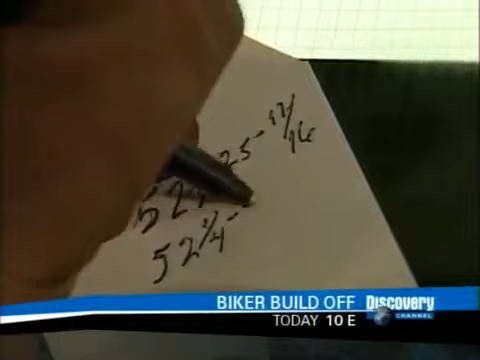 25 - 13/16
52 1/4 -
BIKER BUILD OFF
Discovery
CHANNEL
TODAY 10 E